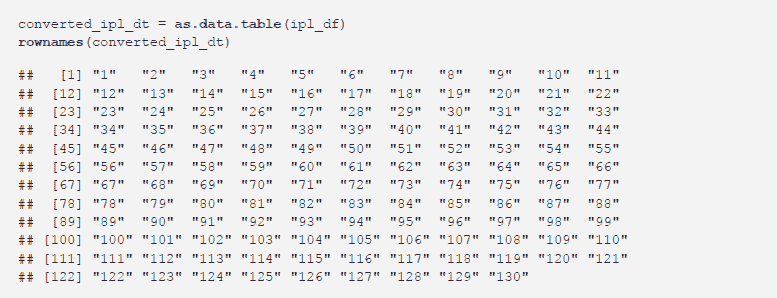 converted_ipl_dt = as.data.table(ipl_df)
rownames(converted_ipl_dt)
##   [1] "1"   "2"   "3"   "4"   "5"   "6"   "7"   "8"   "9"   "10"  "11"
##  [12] "12"  "13"  "14"  "15"  "16"  "17"  "18"  "19"  "20"  "21"  "22"
##  [23] "23"  "24"  "25"  "26"  "27"  "28"  "29"  "30"  "31"  "32"  "33"
##  [34] "34"  "35"  "36"  "37"  "38"  "39"  "40"  "41"  "42"  "43"  "44"
##  [45] "45"  "46"  "47"  "48"  "49"  "50"  "51"  "52"  "53"  "54"  "55"
##  [56] "56"  "57"  "58"  "59"  "60"  "61"  "62"  "63"  "64"  "65"  "66"
##  [67] "67"  "68"  "69"  "70"  "71"  "72"  "73"  "74"  "75"  "76"  "77"
##  [78] "78"  "79"  "80"  "81"  "82"  "83"  "84"  "85"  "86"  "87"  "88"
##  [89] "89"  "90"  "91"  "92"  "93"  "94"  "95"  "96"  "97"  "98"  "99"
## [100] "100" "101" "102" "103" "104" "105" "106" "107" "108" "109" "110"
## [111] "111" "112" "113" "114" "115" "116" "117" "118" "119" "120" "121"
## [122] "122" "123" "124" "125" "126" "127" "128" "129" "130"